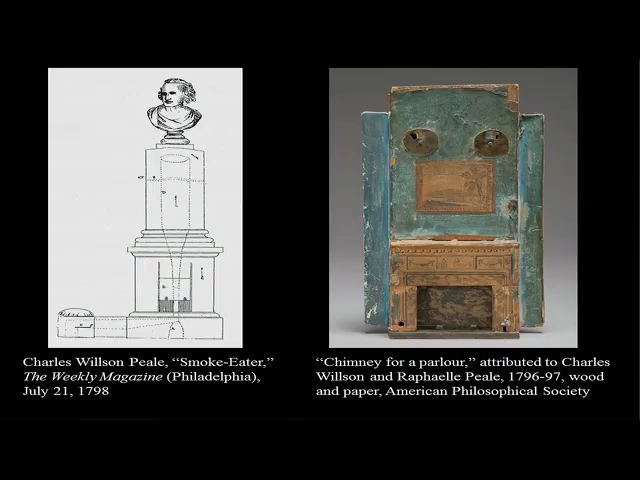 Charles Willson Peale, “Smoke-Eater,”
The Weekly Magazine (Philadelphia),
July 21, 1798
“Chimney for a parlour,” attributed to Charles
Willson and Raphaelle Peale, 1796-97, wood
and paper, American Philosophical Society